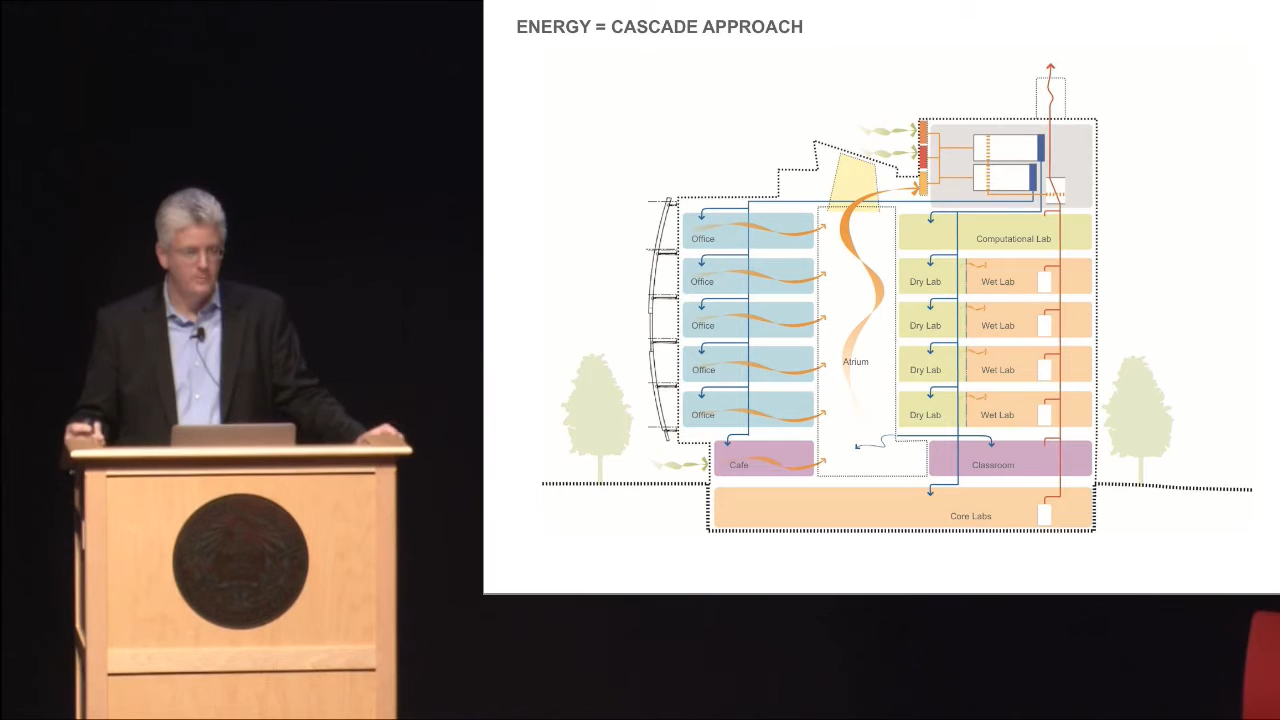 ENERGY = CASCADE APPROACH
Office
Computational Lab
Office
Dry Lab
Wet Lab
Office
Dry Lab
Wet Lab
Atrium
Office
Dry Lab
Wet Lab
Office
Dry Lab
Wet Lab
Cafe
Classroom
Core Labs